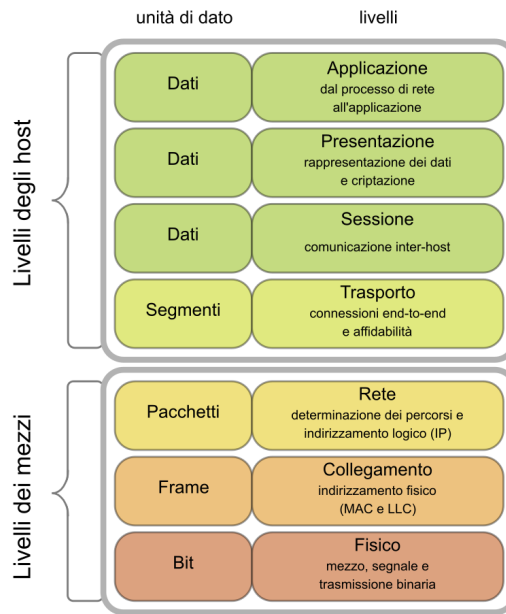 unità di dato livelli
Livelli degli host
Dati
Applicazione
dal processo di rete
all'applicazione
Dati
Presentazione
rappresentazione dei dati
e criptazione
Dati
Sessione
comunicazione inter-host
Segmenti
Trasporto
connessioni end-to-end
e affidabilità
Livelli dei mezzi
Pacchetti
Rete
determinazione dei percorsi e
indirizzamento logico (IP)
Frame
Collegamento
indirizzamento fisico
(MAC e LLC)
Bit
Fisico
mezzo, segnale e
trasmissione binaria